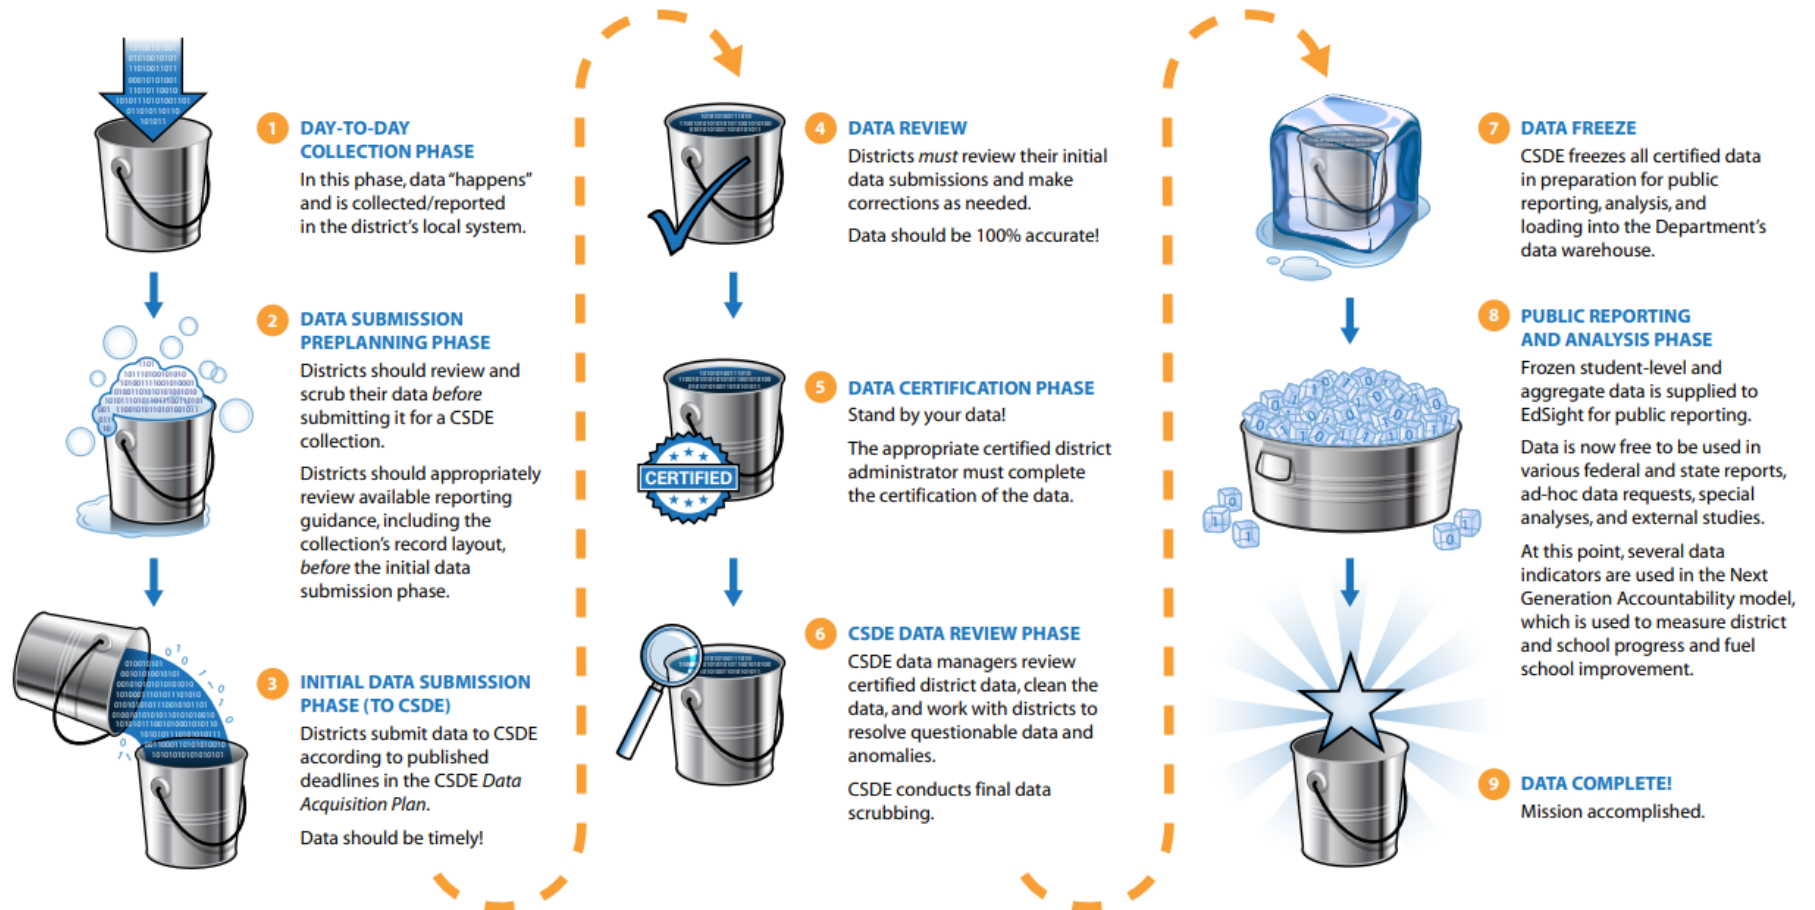 1
DAY-TO-DAY
COLLECTION PHASE
In this phase, data “happens”
and is collected/reported
in the district’s local system.
2
DATA SUBMISSION
PREPLANNING PHASE
Districts should review and
scrub their data before
submitting it for a CSDE
collection.
Districts should appropriately
review available reporting
guidance, including the
collection’s record layout,
before the initial data
submission phase.
3
INITIAL DATA SUBMISSION
PHASE (TO CSDE)
Districts submit data to CSDE
according to published
deadlines in the CSDE Data
Acquisition Plan.
Data should be timely!
4
DATA REVIEW
Districts must review their initial
data submissions and make
corrections as needed.
Data should be 100% accurate!
5
DATA CERTIFICATION PHASE
Stand by your data!
The appropriate certified district
administrator must complete
the certification of the data.
CERTIFIED
6
CSDE DATA REVIEW PHASE
CSDE data managers review
certified district data, clean the
data, and work with districts to
resolve questionable data and
anomalies.
CSDE conducts final data
scrubbing.
7
DATA FREEZE
CSDE freezes all certified data
in preparation for public
reporting, analysis, and
loading into the Department’s
data warehouse.
8
PUBLIC REPORTING
AND ANALYSIS PHASE
Frozen student-level and
aggregate data is supplied to
EdSight for public reporting.
Data is now free to be used in
various federal and state reports,
ad-hoc data requests, special
analyses, and external studies.
At this point, several data
indicators are used in the Next
Generation Accountability model,
which is used to measure district
and school progress and fuel
school improvement.
9
DATA COMPLETE!
Mission accomplished.